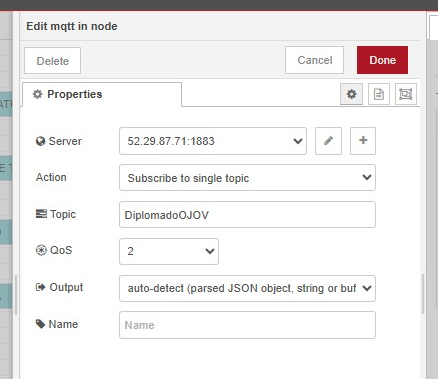 Edit mqtt in node
Delete
Cancel
Done
Properties
Server
52.29.87.71:1883
Action
Subscribe to single topic
Topic
DiplomadoOJOV
QoS
2
Output
auto-detect (parsed JSON object, string or buf
Name
Name